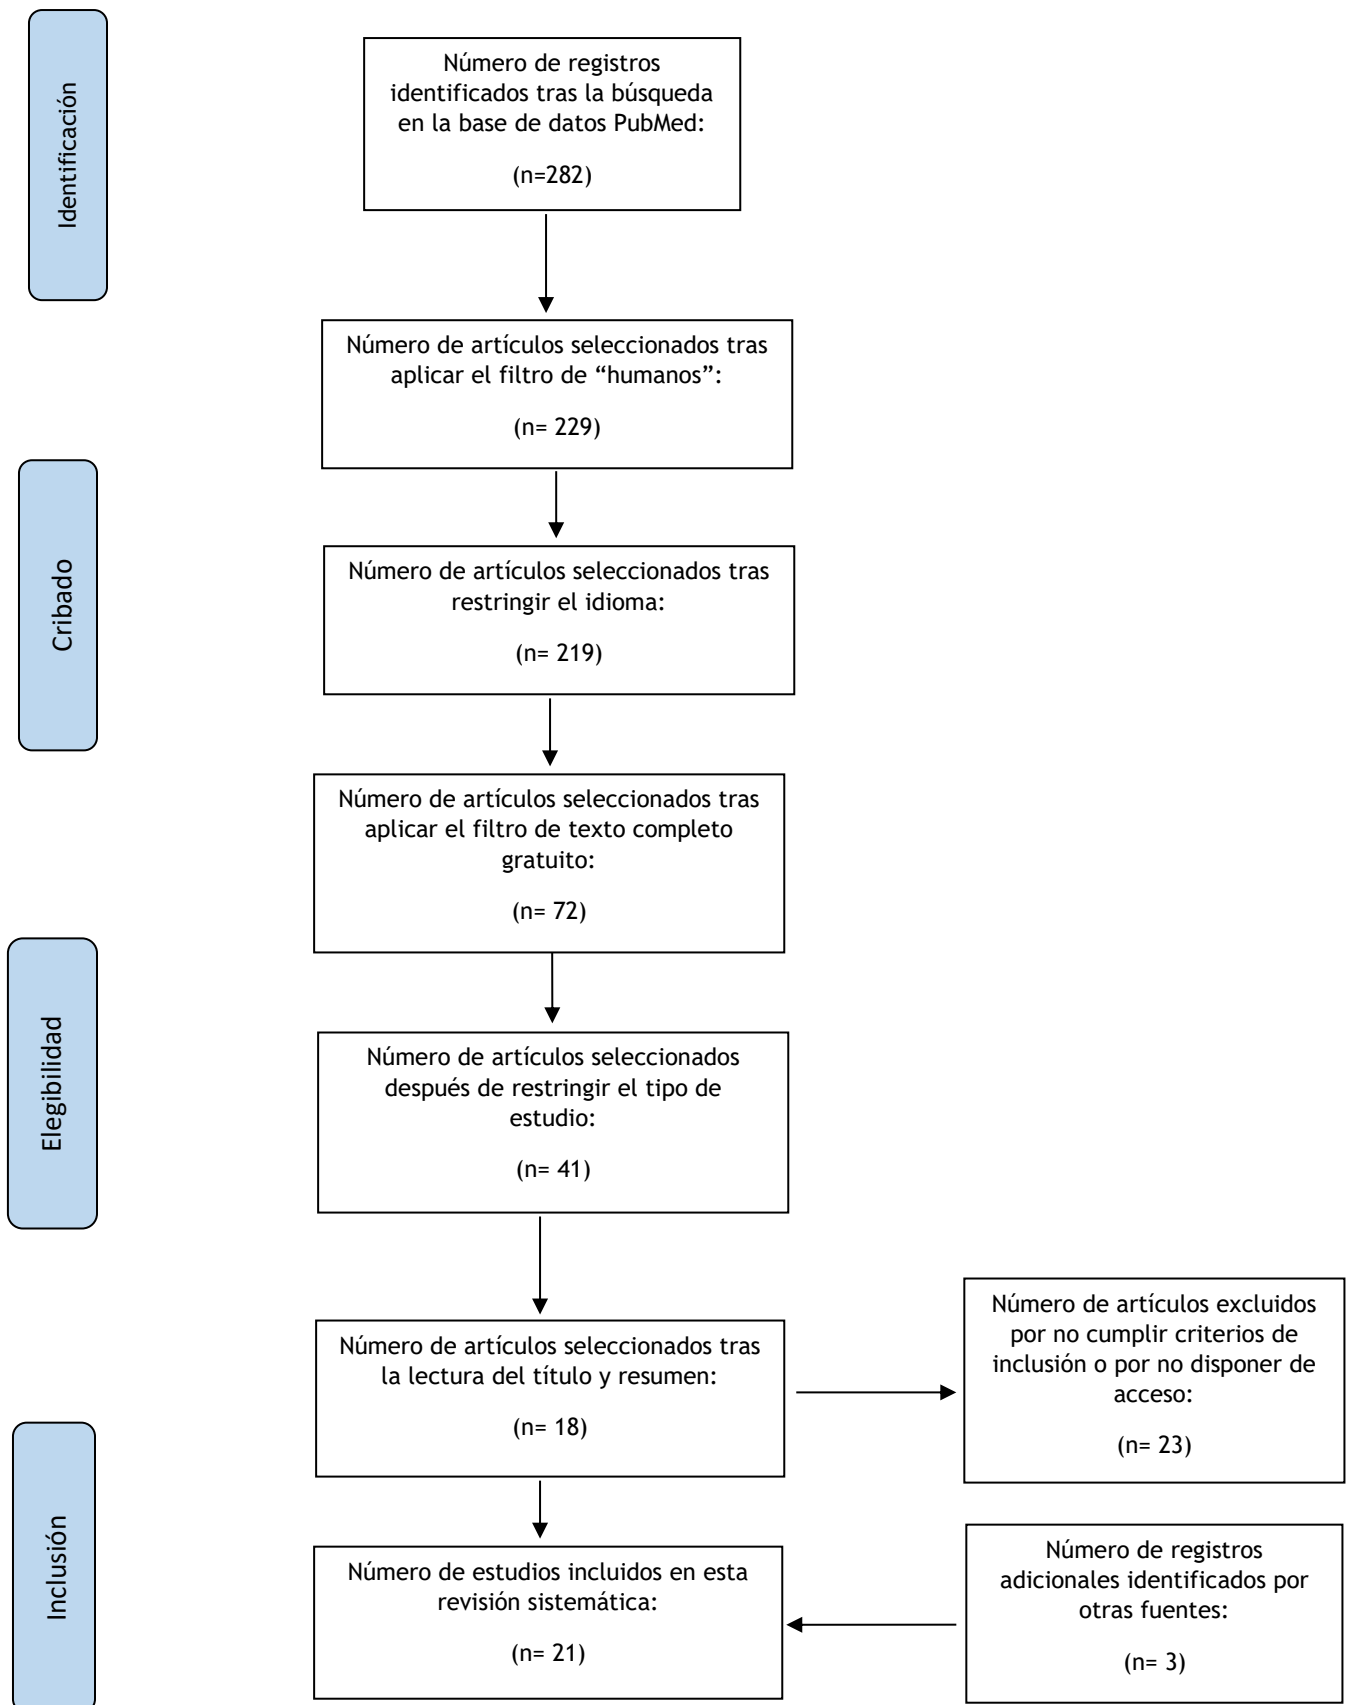 Identificación
Número de registros
identificados tras la búsqueda
en la base de datos PubMed:
(n=282)
Número de artículos seleccionados tras
aplicar el filtro de “humanos”:
(n= 229)
Cribado
Número de artículos seleccionados tras
restringir el idioma:
(n= 219)
Número de artículos seleccionados tras
aplicar el filtro de texto completo
gratuito:
(n= 72)
Elegibilidad
Número de artículos seleccionados
después de restringir el tipo de
estudio:
(n= 41)
Número de artículos seleccionados tras
la lectura del título y resumen:
(n= 18)
Número de artículos excluidos
por no cumplir criterios de
inclusión o por no disponer de
acceso:
(n= 23)
Inclusión
Número de estudios incluidos en esta
revisión sistemática:
(n= 21)
Número de registros
adicionales identificados por
otras fuentes:
(n= 3)